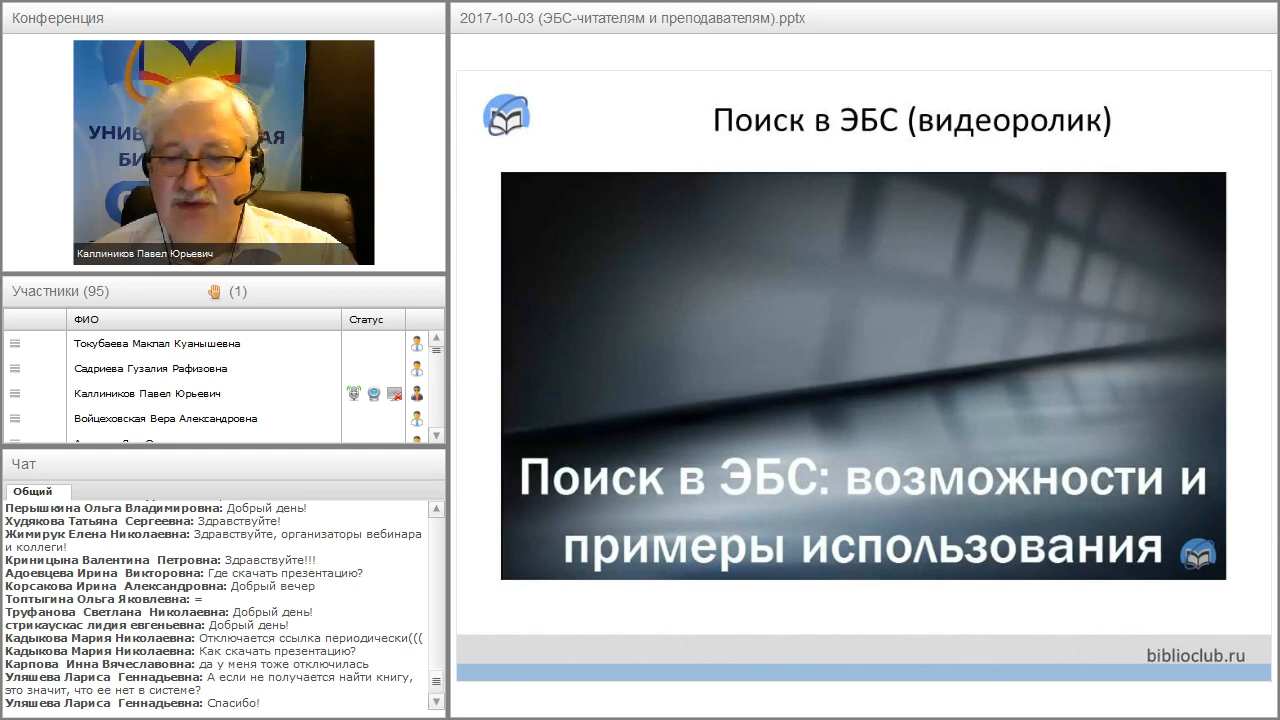 Конференция
УНИВ
АЯ
БИ
Каллиников Павел Юрьевич
Участники (95)
(1)
ФИО
Статус
Токубаева Макпал Куанышевна
Садриева Гузалия Рафизовна
Каллиников Павел Юрьевич
Войцеховская Вера Александровна
Чат
Общий
Перышкина Ольга Владимировна: Добрый день!
Худякова Татьяна Сергеевна: Здравствуйте!
Жимирук Елена Николаевна: Здравствуйте, организаторы вебинара
и коллеги!
Криницына Валентина Петровна: Здравствуйте!!!
Адоевцева Ирина Викторовна: Где скачать презентацию?
Корсакова Ирина Александровна: Добрый вечер
Топтыгина Ольга Яковлевна: =
Труфанова Светлана Николаевна: Добрый день!
стрикаускас лидия евгеньевна: Добрый день!
Кадыкова Мария Николаевна: Отключается ссылка периодически(((
Кадыкова Мария Николаевна: Как скачать презентацию?
Карпова Инна Вячеславовна: да у меня тоже отключилась
Уляшева Лариса Геннадьевна: А если не получается найти книгу,
это значит, что ее нет в системе?
Уляшева Лариса Геннадьевна: Спасибо!
2017-10-03 (ЭБС-читателям и преподавателям).pptx
Поиск в ЭБС (видеоролик)
Поиск в ЭБС: возможности и
примеры использования
biblioclub.ru